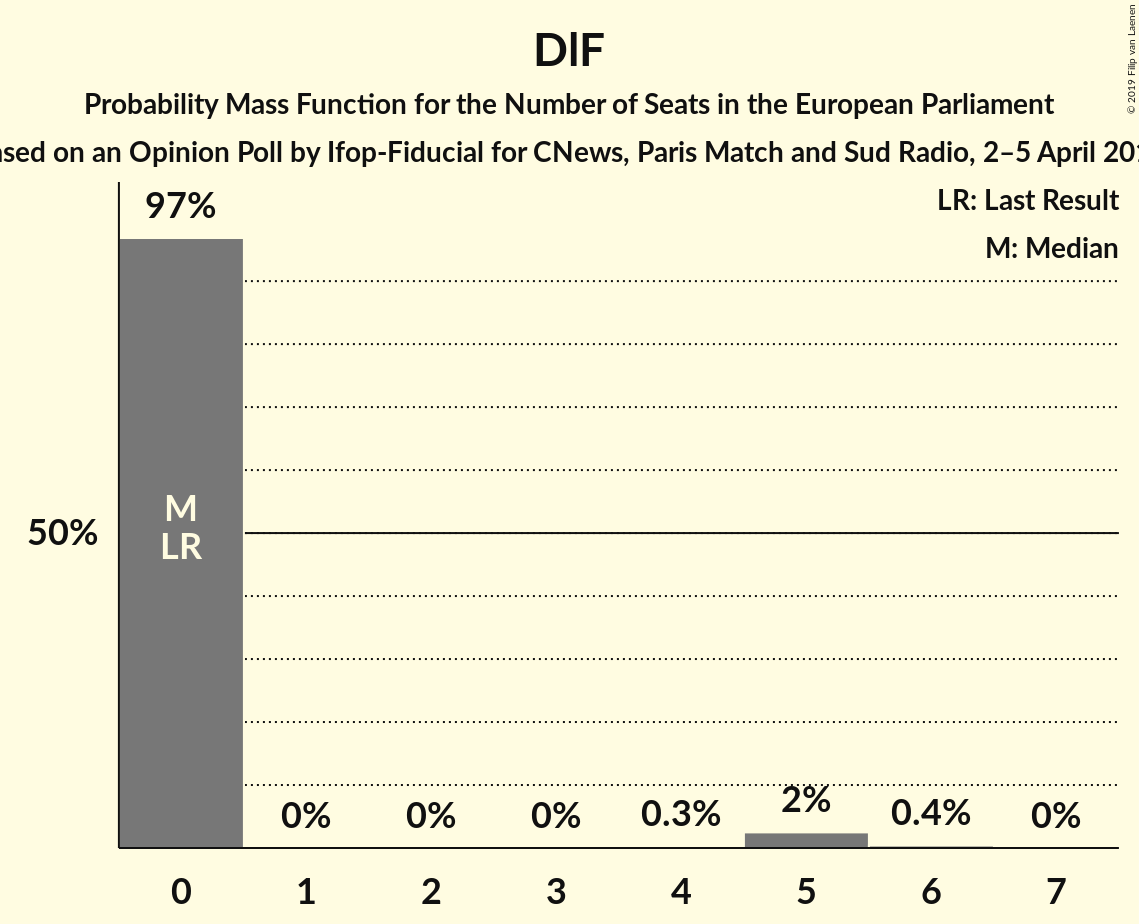 DIF
Probability Mass Function for the Number of Seats in the European Parliament
on an Opinion Poll by Ifop-Fiducial for CNews, Paris Match and Sud Radio, 2–5 April
© 2019 Filip van Laenen
LR: Last Result
M: Median
97%
50%
M
LR
0%
0%
0%
0.3%
2%
0.4%
0%
0 1 2 3 4 5 6 7